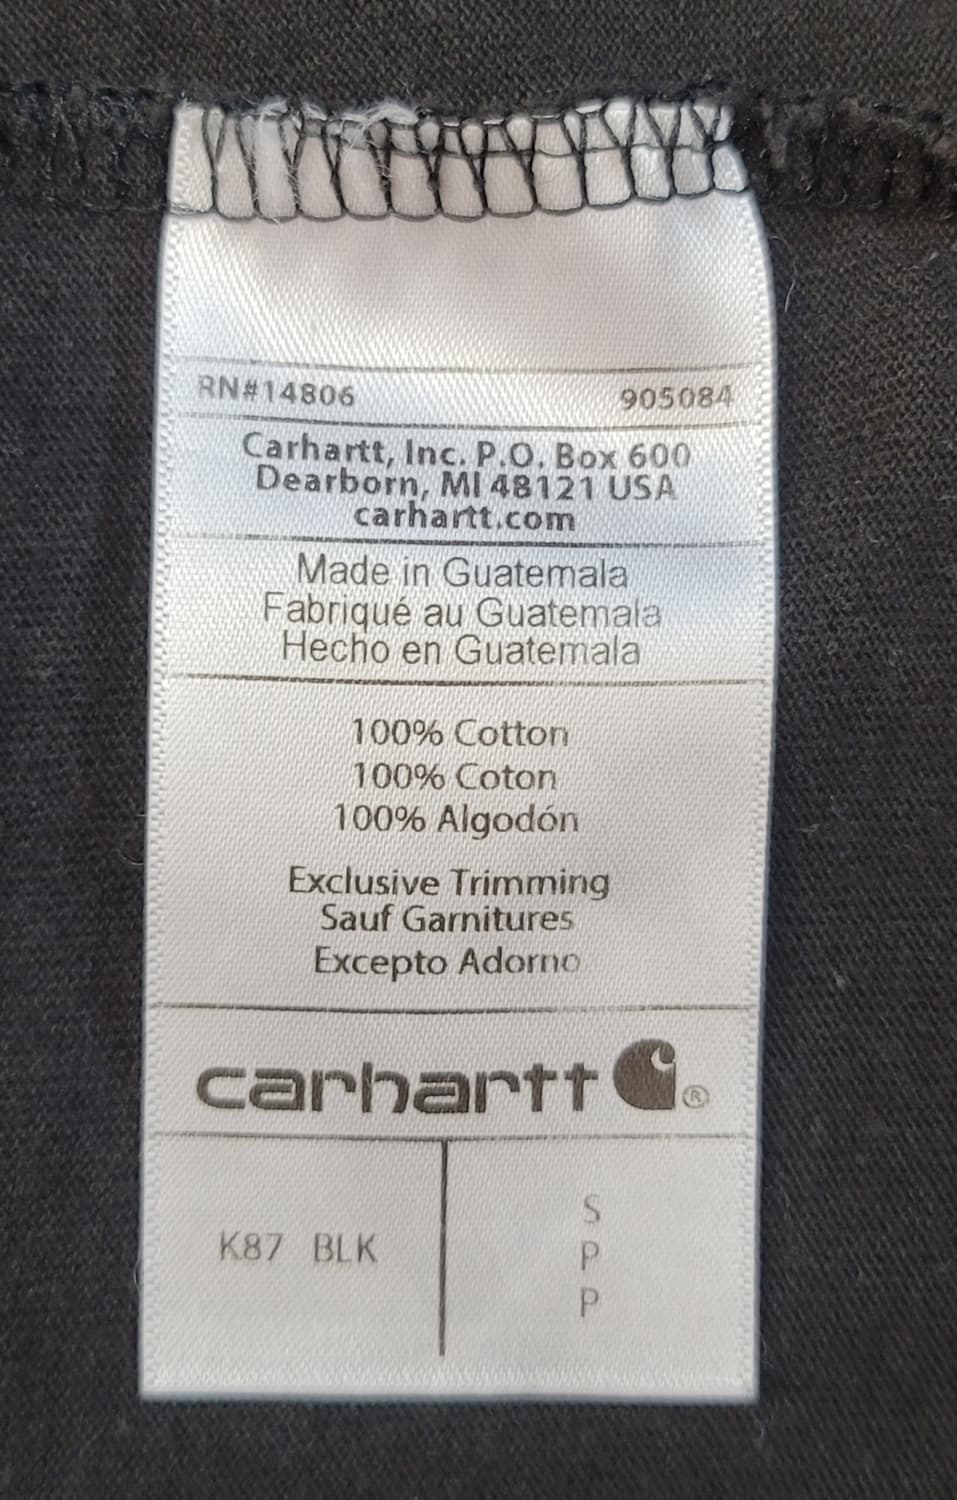 RN#14806 905084
Carhartt, Inc. P.O. Box 600
Dearborn, MI 48121 USA
carhartt.com
Made in Guatemala
Fabriqué au Guatemala
Hecho en Guatemala
100% Cotton
100% Coton
100% Algodón
Exclusive Trimming
Sauf Garnitures
Excepto Adorno
carhartt ®
K87 BLK
S
P
P